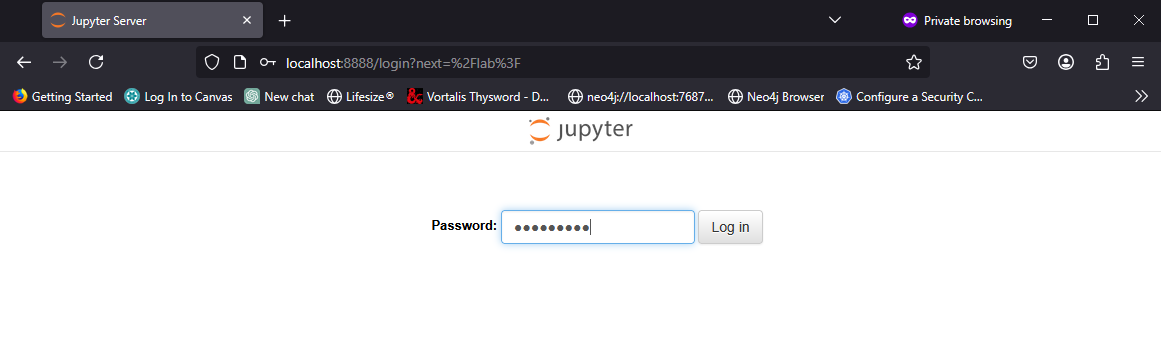 Jupyter Server
Private browsing
localhost:8888/login?next=%2Flab%3F
Getting Started
Log In to Canvas
New chat
Lifesize®
Vortalis Thysword - D...
neo4j://localhost:7687...
Neo4j Browser
Configure a Security C...
jupyter
Password: ●●●●●●●●● Log in